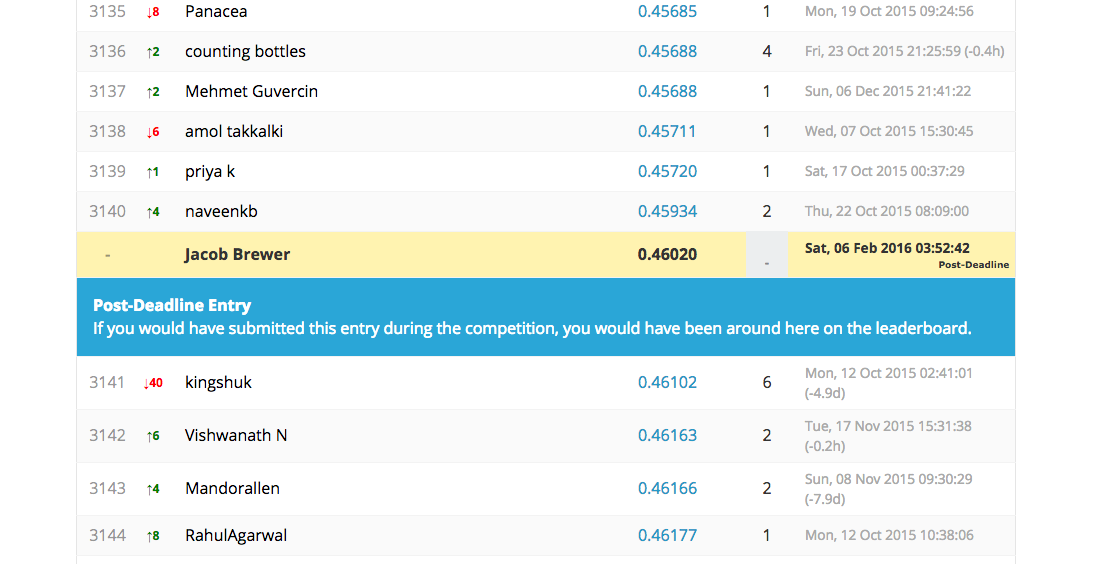 3135 ↓8 Panacea 0.45685 1 Mon, 19 Oct 2015 09:24:56
3136 ↑2 counting bottles 0.45688 4 Fri, 23 Oct 2015 21:25:59 (-0.4h)
3137 ↑2 Mehmet Guvercin 0.45688 1 Sun, 06 Dec 2015 21:41:22
3138 ↓6 amol takkalki 0.45711 1 Wed, 07 Oct 2015 15:30:45
3139 ↑1 priya k 0.45720 1 Sat, 17 Oct 2015 00:37:29
3140 ↑4 naveenkb 0.45934 2 Thu, 22 Oct 2015 08:09:00
- Jacob Brewer 0.46020 - Sat, 06 Feb 2016 03:52:42
Post-Deadline
Post-Deadline Entry
If you would have submitted this entry during the competition, you would have been around here on the leaderboard.
3141 ↓40 kingshuk 0.46102 6 Mon, 12 Oct 2015 02:41:01
(-4.9d)
3142 ↑6 Vishwanath N 0.46163 2 Tue, 17 Nov 2015 15:31:38
(-0.2h)
3143 ↑4 Mandorallen 0.46166 2 Sun, 08 Nov 2015 09:30:29
(-7.9d)
3144 ↑8 RahulAgarwal 0.46177 1 Mon, 12 Oct 2015 10:38:06